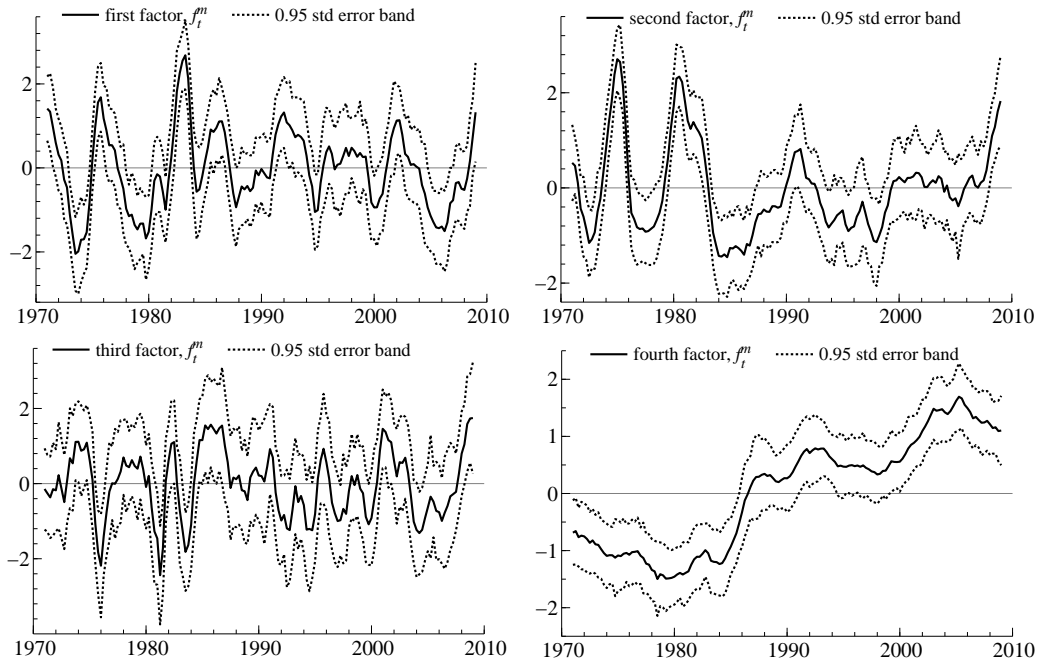 first factor, f_t^m 0.95 std error band
2
0
−2
1970 1980 1990 2000 2010
second factor, f_t^m 0.95 std error band
2
0
−2
1970 1980 1990 2000 2010
third factor, f_t^m 0.95 std error band
2
0
−2
1970 1980 1990 2000 2010
fourth factor, f_t^m 0.95 std error band
2
1
0
−1
−2
1970 1980 1990 2000 2010